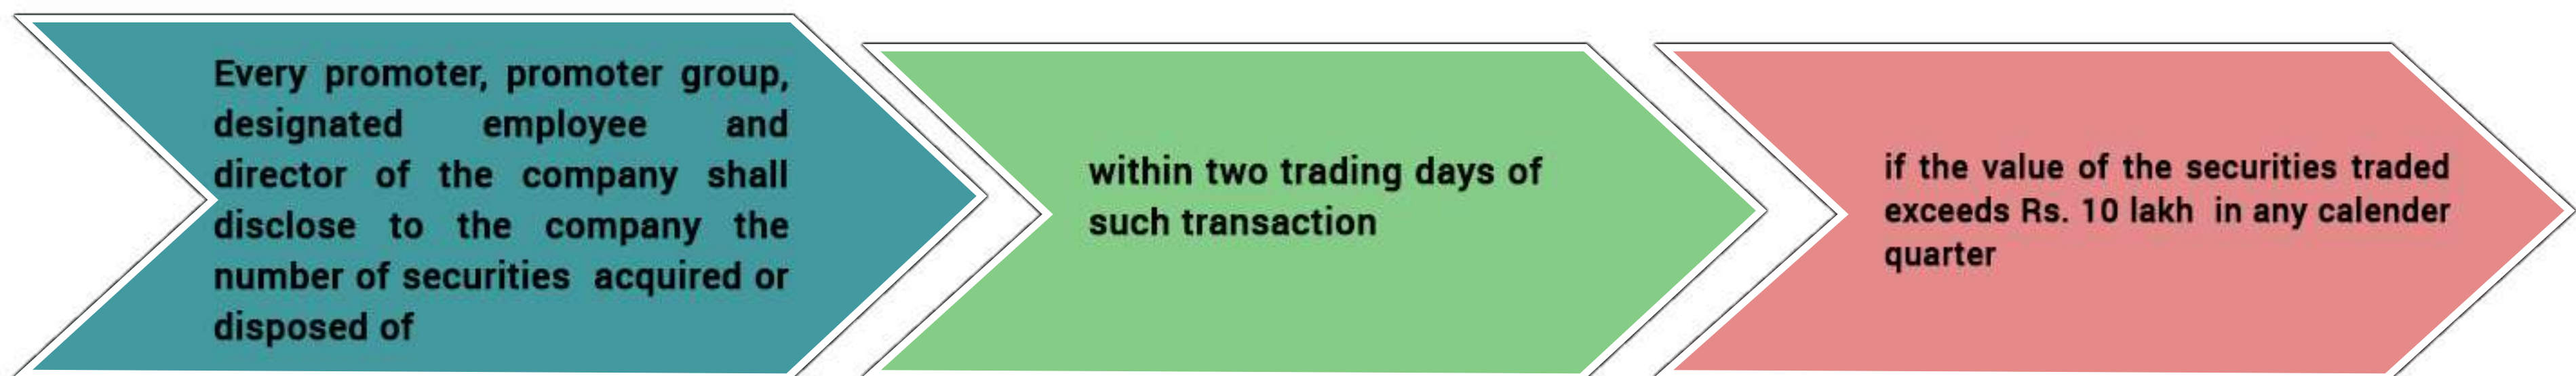 Every promoter, promoter group,
designated employee and
director of the company shall
disclose to the company the
number of securities acquired or
disposed of
within two trading days of
such transaction
if the value of the securities traded
exceeds Rs. 10 lakh in any calender
quarter